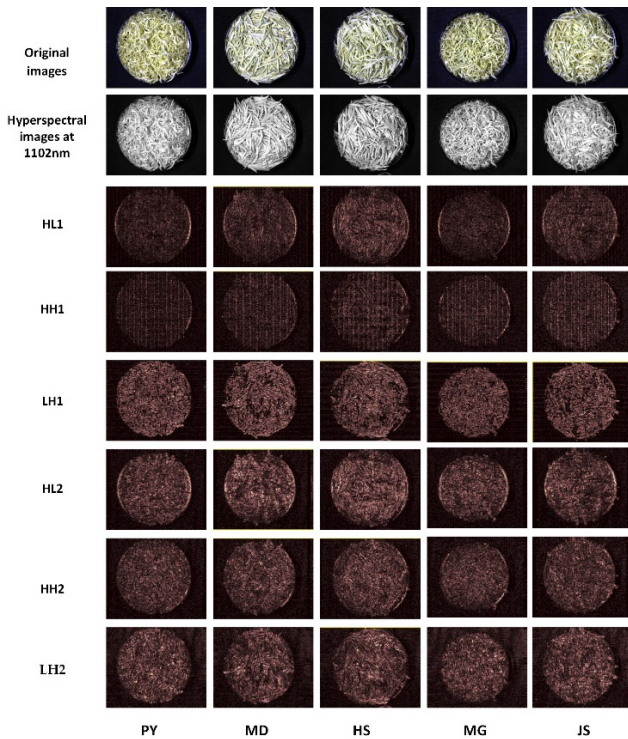 Original
images
Hyperspectral
images at
1102nm
HL1
HH1
LH1
HL2
HH2
LH2
PY MD HS MG JS